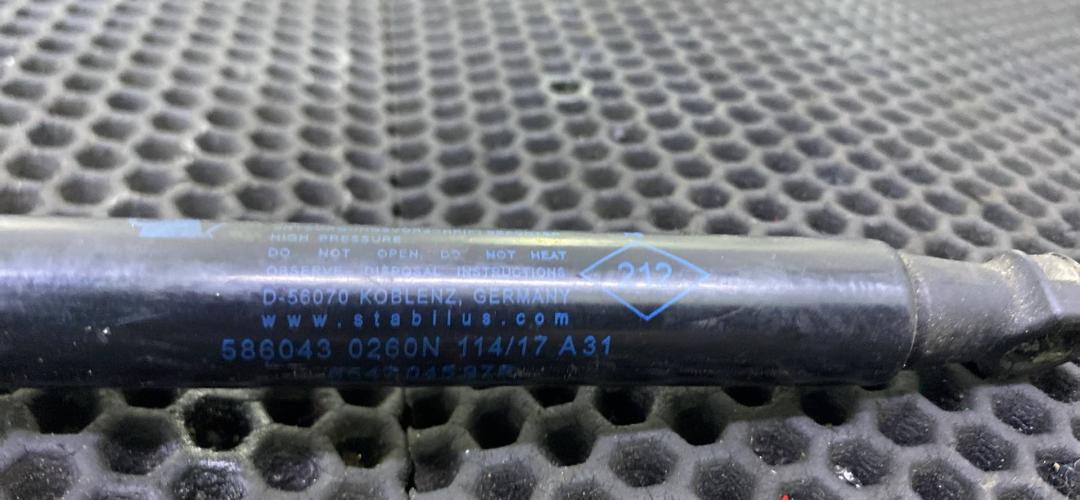 HIGH PRESSURE
DO NOT OPEN, DO NOT HEAT
OBSERVE DISPOSAL INSTRUCTIONS
D-56070 KOBLENZ, GERMANY
www.stabilus.com
212
586043 0260N 114/17 A31